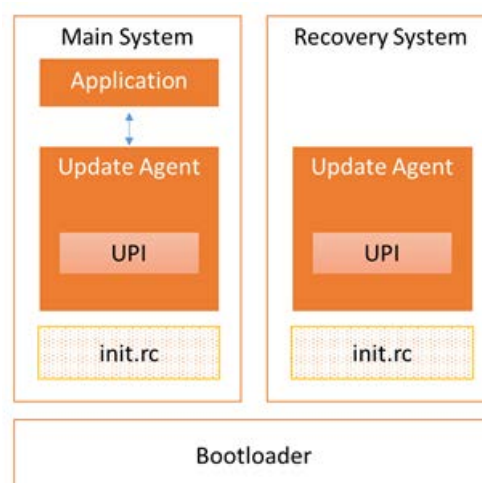 Main System
Application
Update Agent
UPI
init.rc
Recovery System
Update Agent
UPI
init.rc
Bootloader